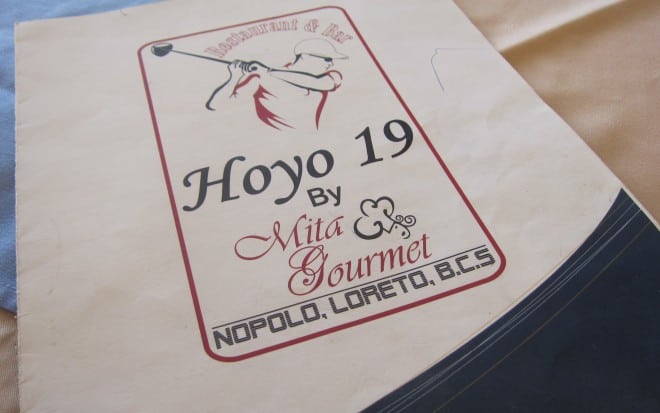 Restaurant & Bar
Hoyo 19
By
Mita
Gourmet
NOPOLO, LORETO, B.C.S